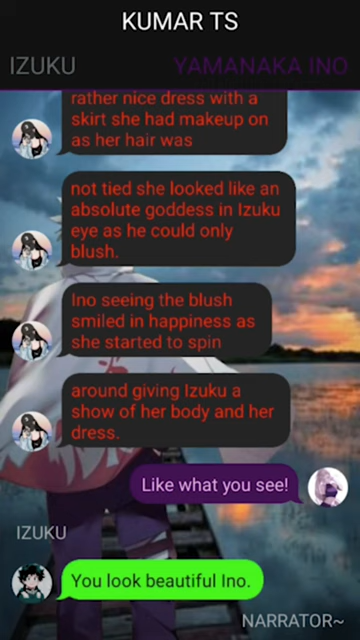 KUMAR TS
IZUKU
YAMANAKA INO
rather nice dress with a
skirt she had makeup on
as her hair was
not tied she looked like an
absolute goddess in Izuku
eye as he could only
blush.
Ino seeing the blush
smiled in happiness as
she started to spin
around giving Izuku a
show of her body and her
dress.
Like what you see!
IZUKU
You look beautiful Ino.
NARRATOR~